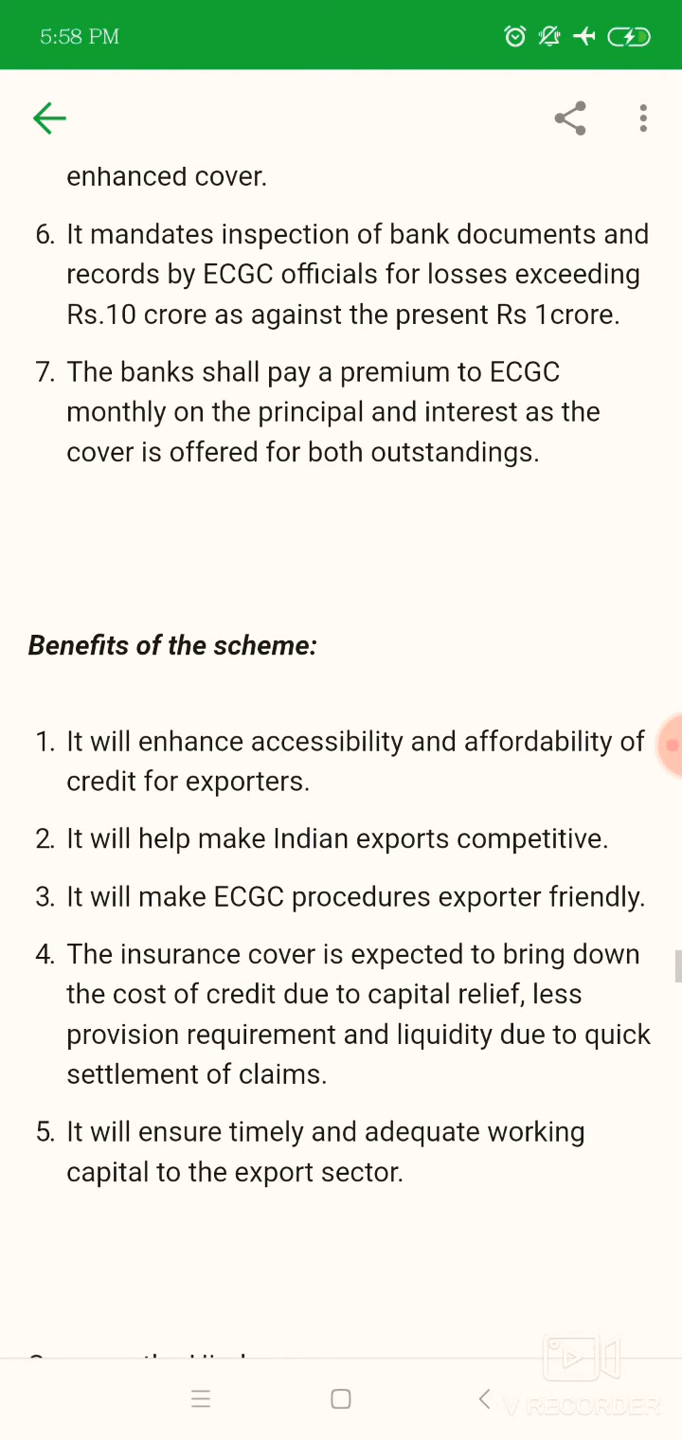 5:58 PM
enhanced cover.
6. It mandates inspection of bank documents and
records by ECGC officials for losses exceeding
Rs.10 crore as against the present Rs 1crore.
7. The banks shall pay a premium to ECGC
monthly on the principal and interest as the
cover is offered for both outstandings.
Benefits of the scheme:
1. It will enhance accessibility and affordability of
credit for exporters.
2. It will help make Indian exports competitive.
3. It will make ECGC procedures exporter friendly.
4. The insurance cover is expected to bring down
the cost of credit due to capital relief, less
provision requirement and liquidity due to quick
settlement of claims.
5. It will ensure timely and adequate working
capital to the export sector.
V RECORDER